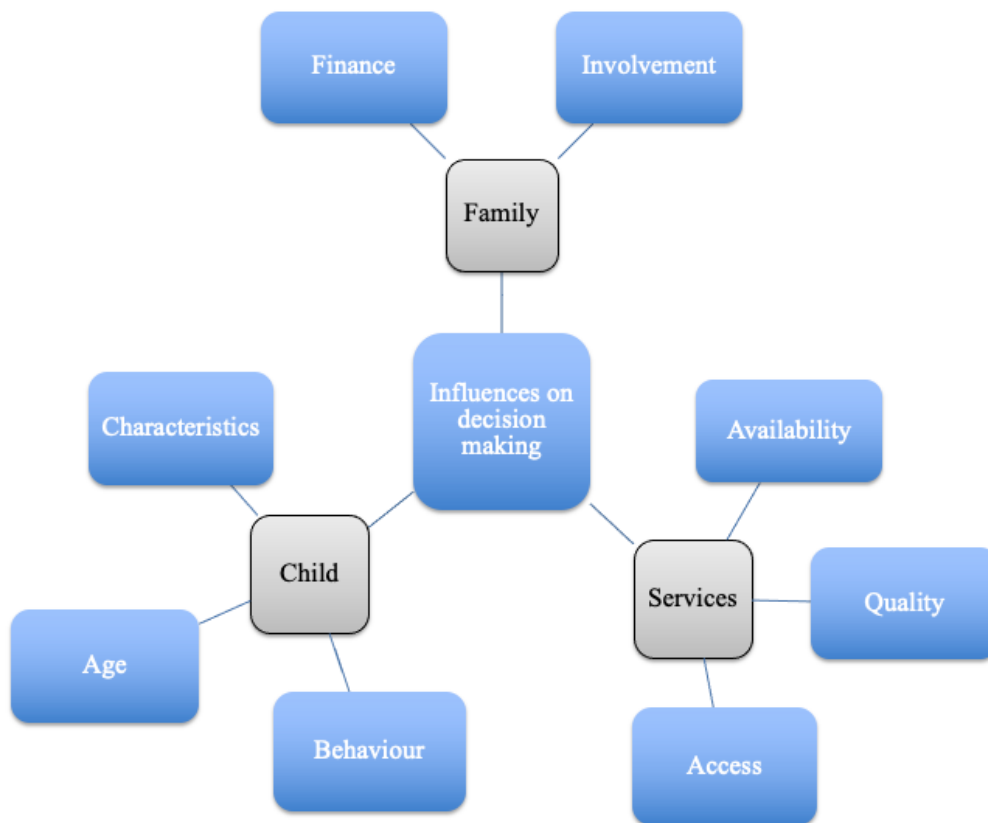 Finance
Involvement
Family
Influences on
decision
making
Characteristics
Availability
Child
Services
Quality
Age
Behaviour
Access